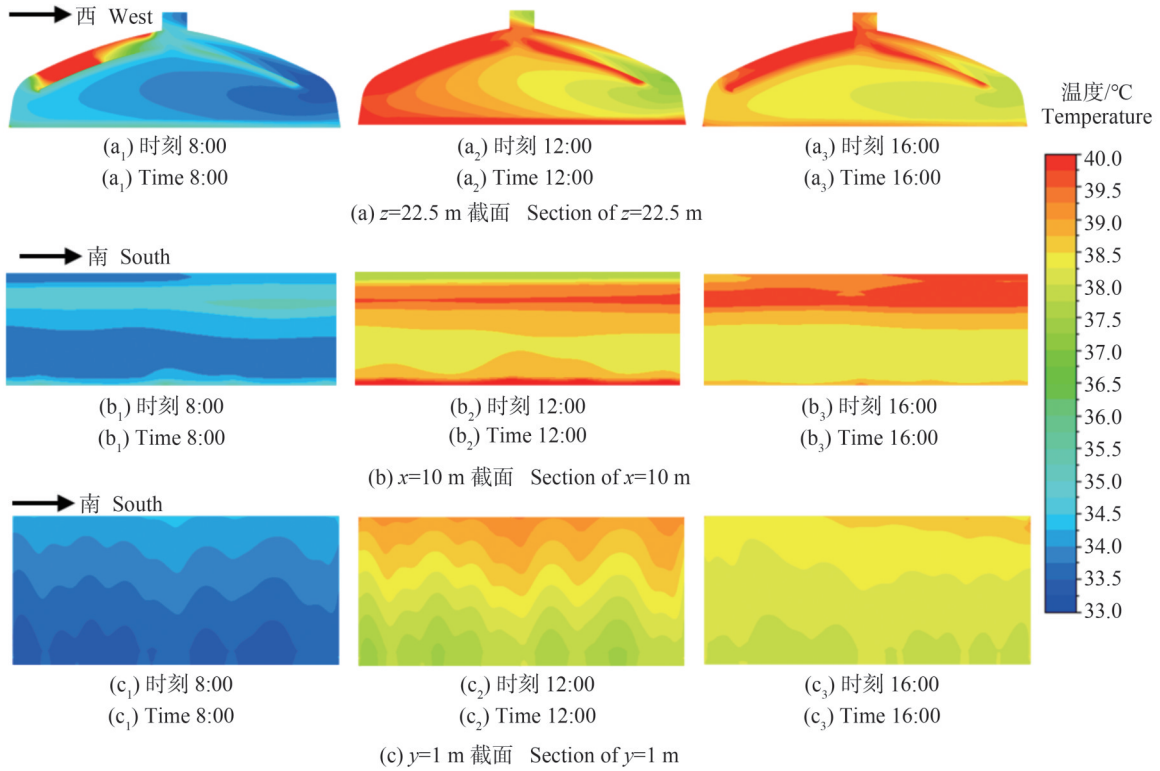 西 West
(a₁) 时刻 8:00
(a₁) Time 8:00
(a₂) 时刻 12:00
(a₂) Time 12:00
(a₃) 时刻 16:00
(a₃) Time 16:00
(a) z=22.5 m 截面 Section of z=22.5 m
南 South
(b₁) 时刻 8:00
(b₁) Time 8:00
(b₂) 时刻 12:00
(b₂) Time 12:00
(b₃) 时刻 16:00
(b₃) Time 16:00
(b) x=10 m 截面 Section of x=10 m
南 South
(c₁) 时刻 8:00
(c₁) Time 8:00
(c₂) 时刻 12:00
(c₂) Time 12:00
(c₃) 时刻 16:00
(c₃) Time 16:00
(c) y=1 m 截面 Section of y=1 m
温度/℃
Temperature
40.0
39.5
39.0
38.5
38.0
37.5
37.0
36.5
36.0
35.5
35.0
34.5
34.0
33.5
33.0